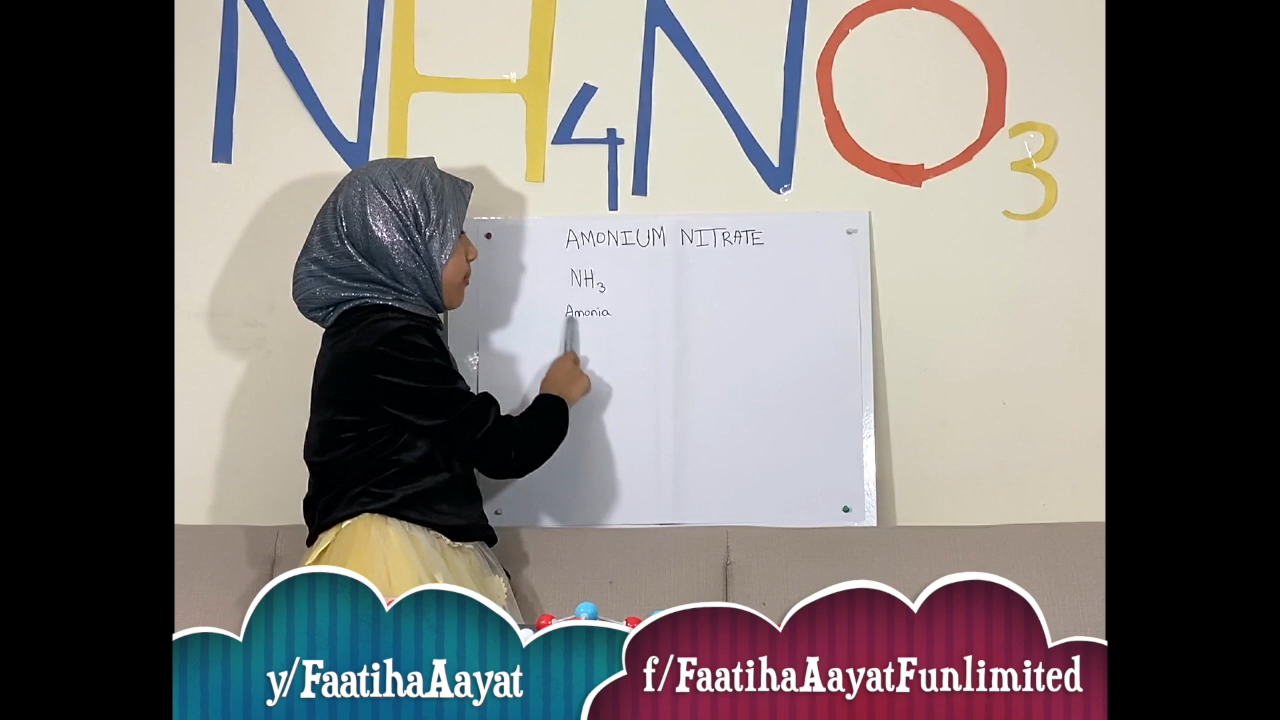 NH4NO3
AMONIUM NITRATE
NH3
Amonia
y/FaatihaAayat
f/FaatihaAayatFunlimited